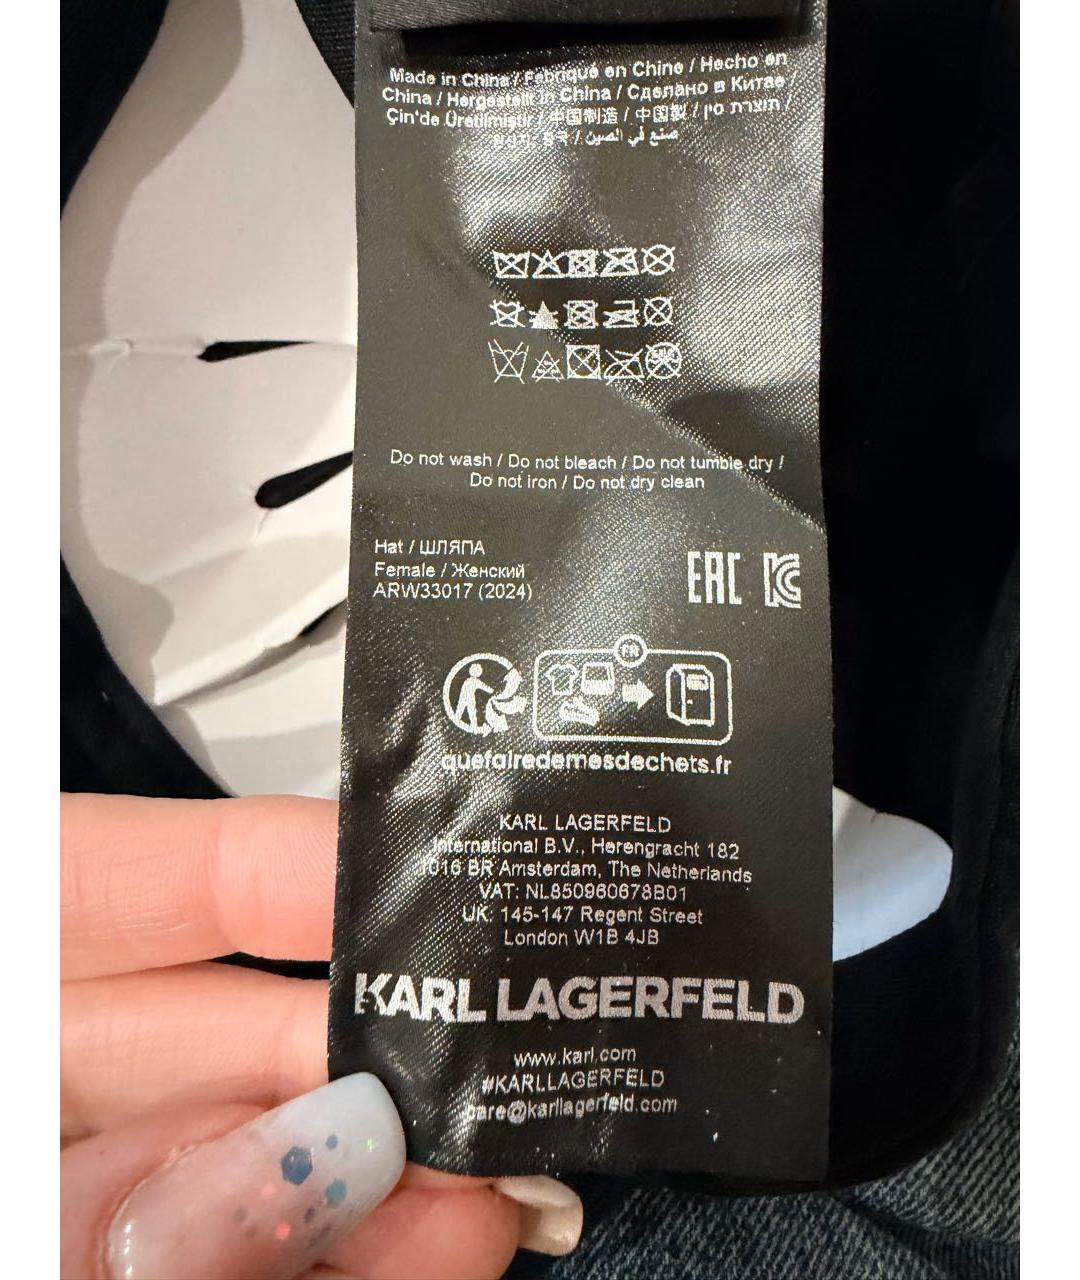 Made in China / Fabriqué en Chine / Hecho en
China / Hergestellt in China / Сделано в Китае /
Çin'de Üretilmiştir / 中国制造 / 中国製 / תוצרת סין /
صنع في الصين /
Do not wash / Do not bleach / Do not tumble dry /
Do not iron / Do not dry clean
Hat / ШЛЯПА
Female / Женский
ARW33017 (2024)
EAC KC
FR
quefairedemesdechets.fr
KARL LAGERFELD
International B.V., Herengracht 182
1016 BR Amsterdam, The Netherlands
VAT: NL850960678B01
UK: 145-147 Regent Street
London W1B 4JB
KARL LAGERFELD
www.karl.com
#KARLLAGERFELD
care@karllagerfeld.com